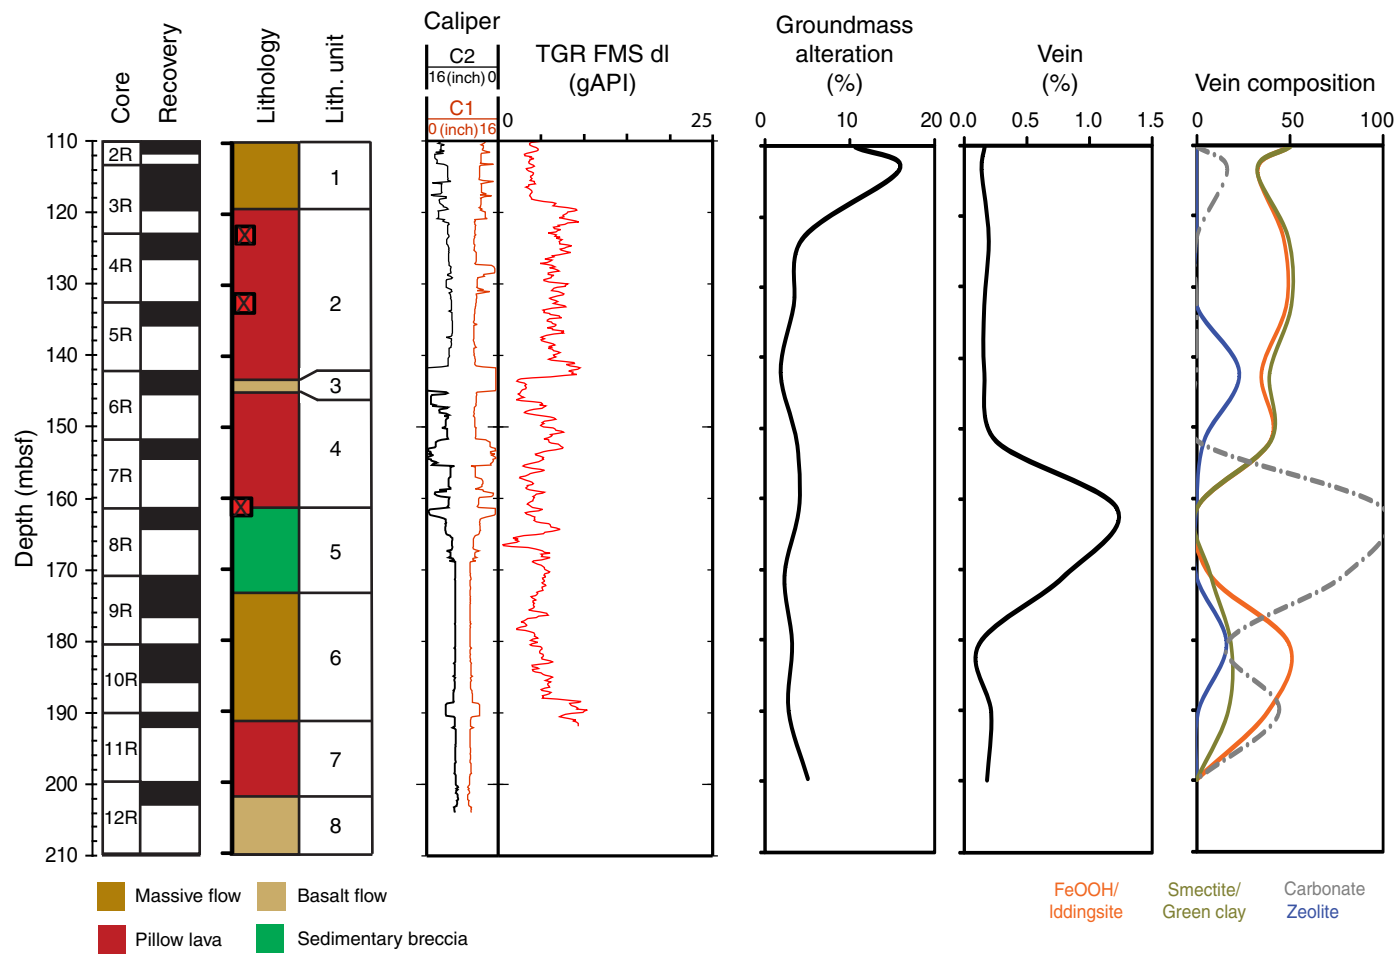 Core
Recovery
Lithology
Lith. unit
Caliper
C2
16 (inch) 0
C1
0 (inch) 16
TGR FMS dl
(gAPI)
0 25
Groundmass
alteration
(%)
0 10 20
Vein
(%)
0.0 0.5 1.0 1.5
Vein composition
0 50 100
Depth (mbsf)
110
120
130
140
150
160
170
180
190
200
210
2R
3R
4R
5R
6R
7R
8R
9R
10R
11R
12R
1
2
3
4
5
6
7
8
Massive flow
Basalt flow
Pillow lava
Sedimentary breccia
FeOOH/
Iddingsite
Smectite/
Green clay
Carbonate
Zeolite